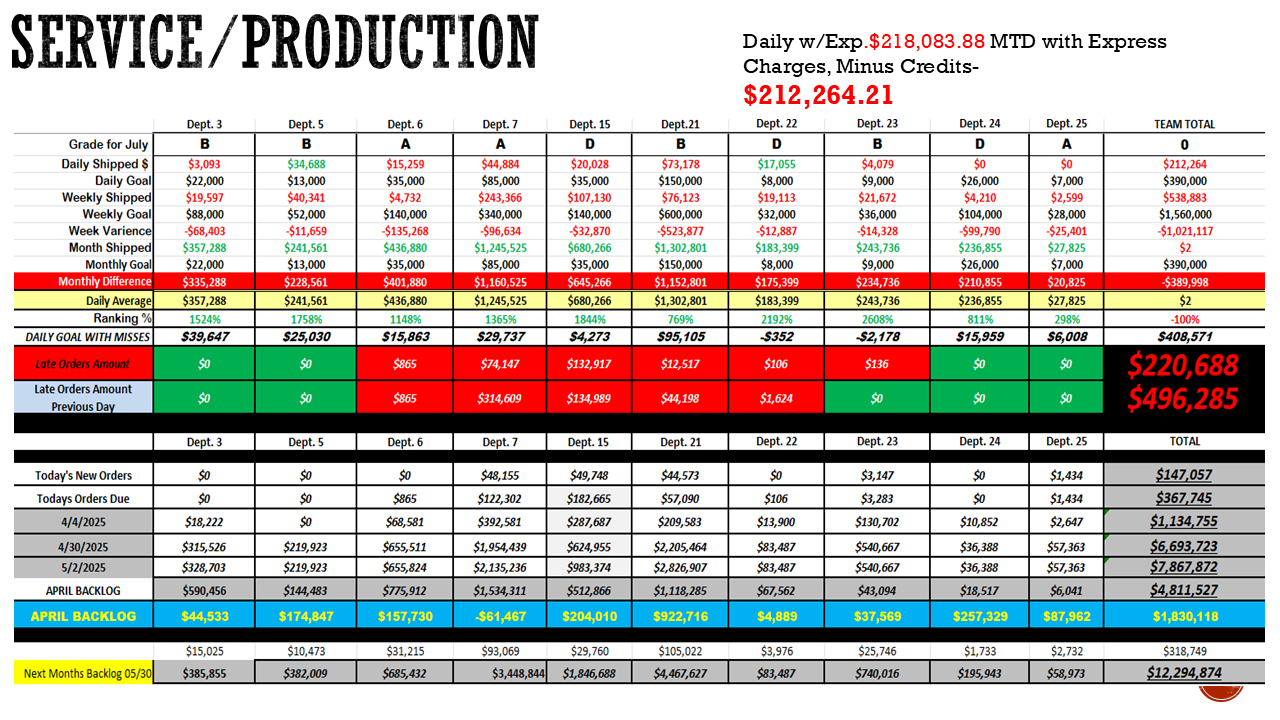 SERVICE/PRODUCTION
Daily w/Exp.$218,083.88 MTD with Express
Charges, Minus Credits-
$212,264.21
Dept. 3 Dept. 5 Dept. 6 Dept. 7 Dept. 15 Dept.21 Dept. 22 Dept. 23 Dept. 24 Dept. 25 TEAM TOTAL
Grade for July B B A A D B D B D A 0
Daily Shipped $ $3,093 $34,688 $15,259 $44,884 $20,028 $73,178 $17,055 $4,079 $0 $0 $212,264
Daily Goal $22,000 $13,000 $35,000 $85,000 $35,000 $150,000 $8,000 $9,000 $26,000 $7,000 $390,000
Weekly Shipped $19,597 $40,341 $4,732 $243,366 $107,130 $76,123 $19,113 $21,672 $4,210 $2,599 $538,883
Weekly Goal $88,000 $52,000 $140,000 $340,000 $140,000 $600,000 $32,000 $36,000 $104,000 $28,000 $1,560,000
Week Varience -$68,403 -$11,659 -$135,268 -$96,634 -$32,870 -$523,877 -$12,887 -$14,328 -$99,790 -$25,401 -$1,021,117
Month Shipped $357,288 $241,561 $436,880 $1,245,525 $680,266 $1,302,801 $183,399 $243,736 $236,855 $27,825 $2
Monthly Goal $22,000 $13,000 $35,000 $85,000 $35,000 $150,000 $8,000 $9,000 $26,000 $7,000 $390,000
Monthly Difference $335,288 $228,561 $401,880 $1,160,525 $645,266 $1,152,801 $175,399 $234,736 $210,855 $20,825 -$389,998
Daily Average $357,288 $241,561 $436,880 $1,245,525 $680,266 $1,302,801 $183,399 $243,736 $236,855 $27,825 $2
Ranking % 1524% 1758% 1148% 1365% 1844% 769% 2192% 2608% 811% 298% -100%
DAILY GOAL WITH MISSES $39,647 $25,030 $15,863 $29,737 $4,273 $95,105 -$352 -$2,178 $15,959 $6,008 $408,571
Late Orders Amount $0 $0 $865 $74,147 $132,917 $12,517 $106 $136 $0 $0 $220,688
Late Orders Amount
Previous Day $0 $0 $865 $314,609 $134,989 $44,198 $1,624 $0 $0 $0 $496,285
Dept. 3 Dept. 5 Dept. 6 Dept. 7 Dept. 15 Dept. 21 Dept. 22 Dept. 23 Dept. 24 Dept. 25 TOTAL
Today's New Orders $0 $0 $0 $48,155 $49,748 $44,573 $0 $3,147 $0 $1,434 $147,057
Todays Orders Due $0 $0 $865 $122,302 $182,665 $57,090 $106 $3,283 $0 $1,434 $367,745
4/4/2025 $18,222 $0 $68,581 $392,581 $287,687 $209,583 $13,900 $130,702 $10,852 $2,647 $1,134,755
4/30/2025 $315,526 $219,923 $655,511 $1,954,439 $624,955 $2,205,464 $83,487 $540,667 $36,388 $57,363 $6,693,723
5/2/2025 $328,703 $219,923 $655,824 $2,135,236 $983,374 $2,826,907 $83,487 $540,667 $36,388 $57,363 $7,867,872
APRIL BACKLOG $590,456 $144,483 $775,912 $1,534,311 $512,866 $1,118,285 $67,562 $43,094 $18,517 $6,041 $4,811,527
APRIL BACKLOG $44,533 $174,847 $157,730 -$61,467 $204,010 $922,716 $4,889 $37,569 $257,329 $87,962 $1,830,118
$15,025 $10,473 $31,215 $93,069 $29,760 $105,022 $3,976 $25,746 $1,733 $2,732 $318,749
Next Months Backlog 05/30 $385,855 $382,009 $685,432 $3,448,844 $1,846,688 $4,467,627 $83,487 $740,016 $195,943 $58,973 $12,294,874